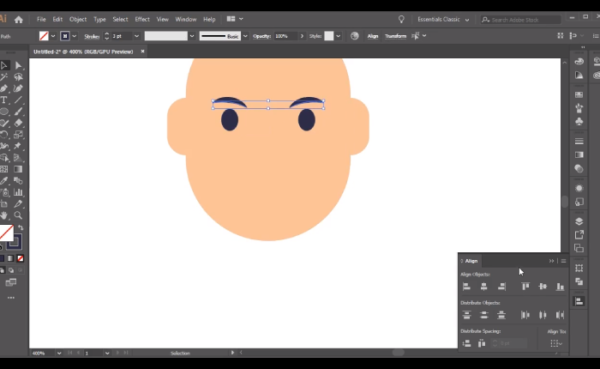 Ai File Edit Object Type Select Effect View Window Help Essentials Classic Search Adobe Stock
Path Stroke: 2 pt Basic Opacity: 100% Style: Align Transform
Untitled-2* @ 400% (RGB/GPU Preview) ×
Align
Align Objects:
Distribute Objects:
Distribute Spacing: Align To:
400% 1 Selection